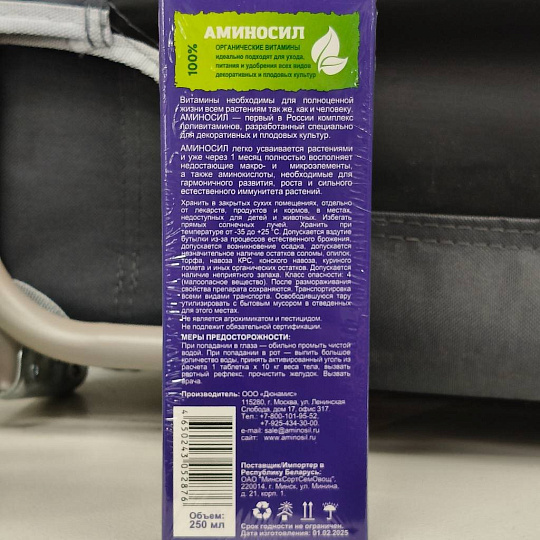 АМИНОСИЛ
100%
ОРГАНИЧЕСКИЕ ВИТАМИНЫ
идеально подходят для ухода,
питания и удобрения всех видов
декоративных и плодовых культур
Витамины необходимы для полноценной
жизни всем растениям так же, как и человеку.
АМИНОСИЛ — первый в России комплекс
поливитаминов, разработанный специально
для декоративных и плодовых культур.
АМИНОСИЛ легко усваивается растениями
и уже через 1 месяц полностью восполняет
недостающие макро- и микроэлементы,
а также аминокислоты, необходимые для
гармоничного развития, роста и сильного
естественного иммунитета растений.
Хранить в закрытых сухих помещениях, отдельно
от лекарств, продуктов и кормов, в местах,
недоступных для детей и животных. Избегать
прямых солнечных лучей. Хранить при
температуре от -35 до +25 °С. Допускается вздутие
бутылки из-за процессов естественного брожения,
допускается возникновение осадка, допускается
незначительное наличие остатков соломы, опилок,
торфа, навоза КРС, конского навоза, куриного
помета и иных органических остатков. Допускается
наличие неприятного запаха. Класс опасности: 4
(малоопасное вещество). После размораживания
свойства препарата сохраняются. Транспортировка
всеми видами транспорта. Освободившуюся тару
утилизировать с бытовым мусором в отведенных
для этого местах.
Не является агрохимикатом и пестицидом.
Не подлежит обязательной сертификации.
МЕРЫ ПРЕДОСТОРОЖНОСТИ:
При попадании в глаза — обильно промыть чистой
водой. При попадании в рот — выпить большое
количество воды, принять активированный уголь из
расчета 1 таблетка х 10 кг веса тела, вызвать
рвотный рефлекс, прочистить желудок. Вызвать
врача.
Производитель: ООО «Дюнамис»
115280, г. Москва, ул. Ленинская
Слобода, дом 17, офис 317.
Тел.: +7-800-101-95-52,
+7-925-434-30-00.
e-mail: sale@aminosil.ru
сайт: www.aminosil.ru
Поставщик/Импортер в
Республику Беларусь:
ОАО "МинскСортСемОвощ".
220014, г. Минск, ул. Минина,
д. 21, корп. 1.
4650243052876
Объем:
250 мл
Срок годности не ограничен.
Дата изготовления: 01.02.2025